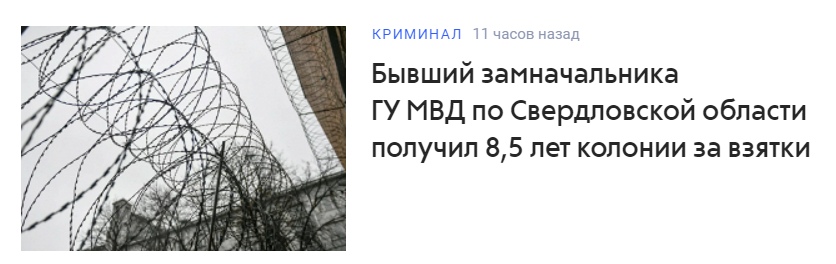 КРИМИНАЛ 11 часов назад
Бывший замначальника
ГУ МВД по Свердловской области
получил 8,5 лет колонии за взятки